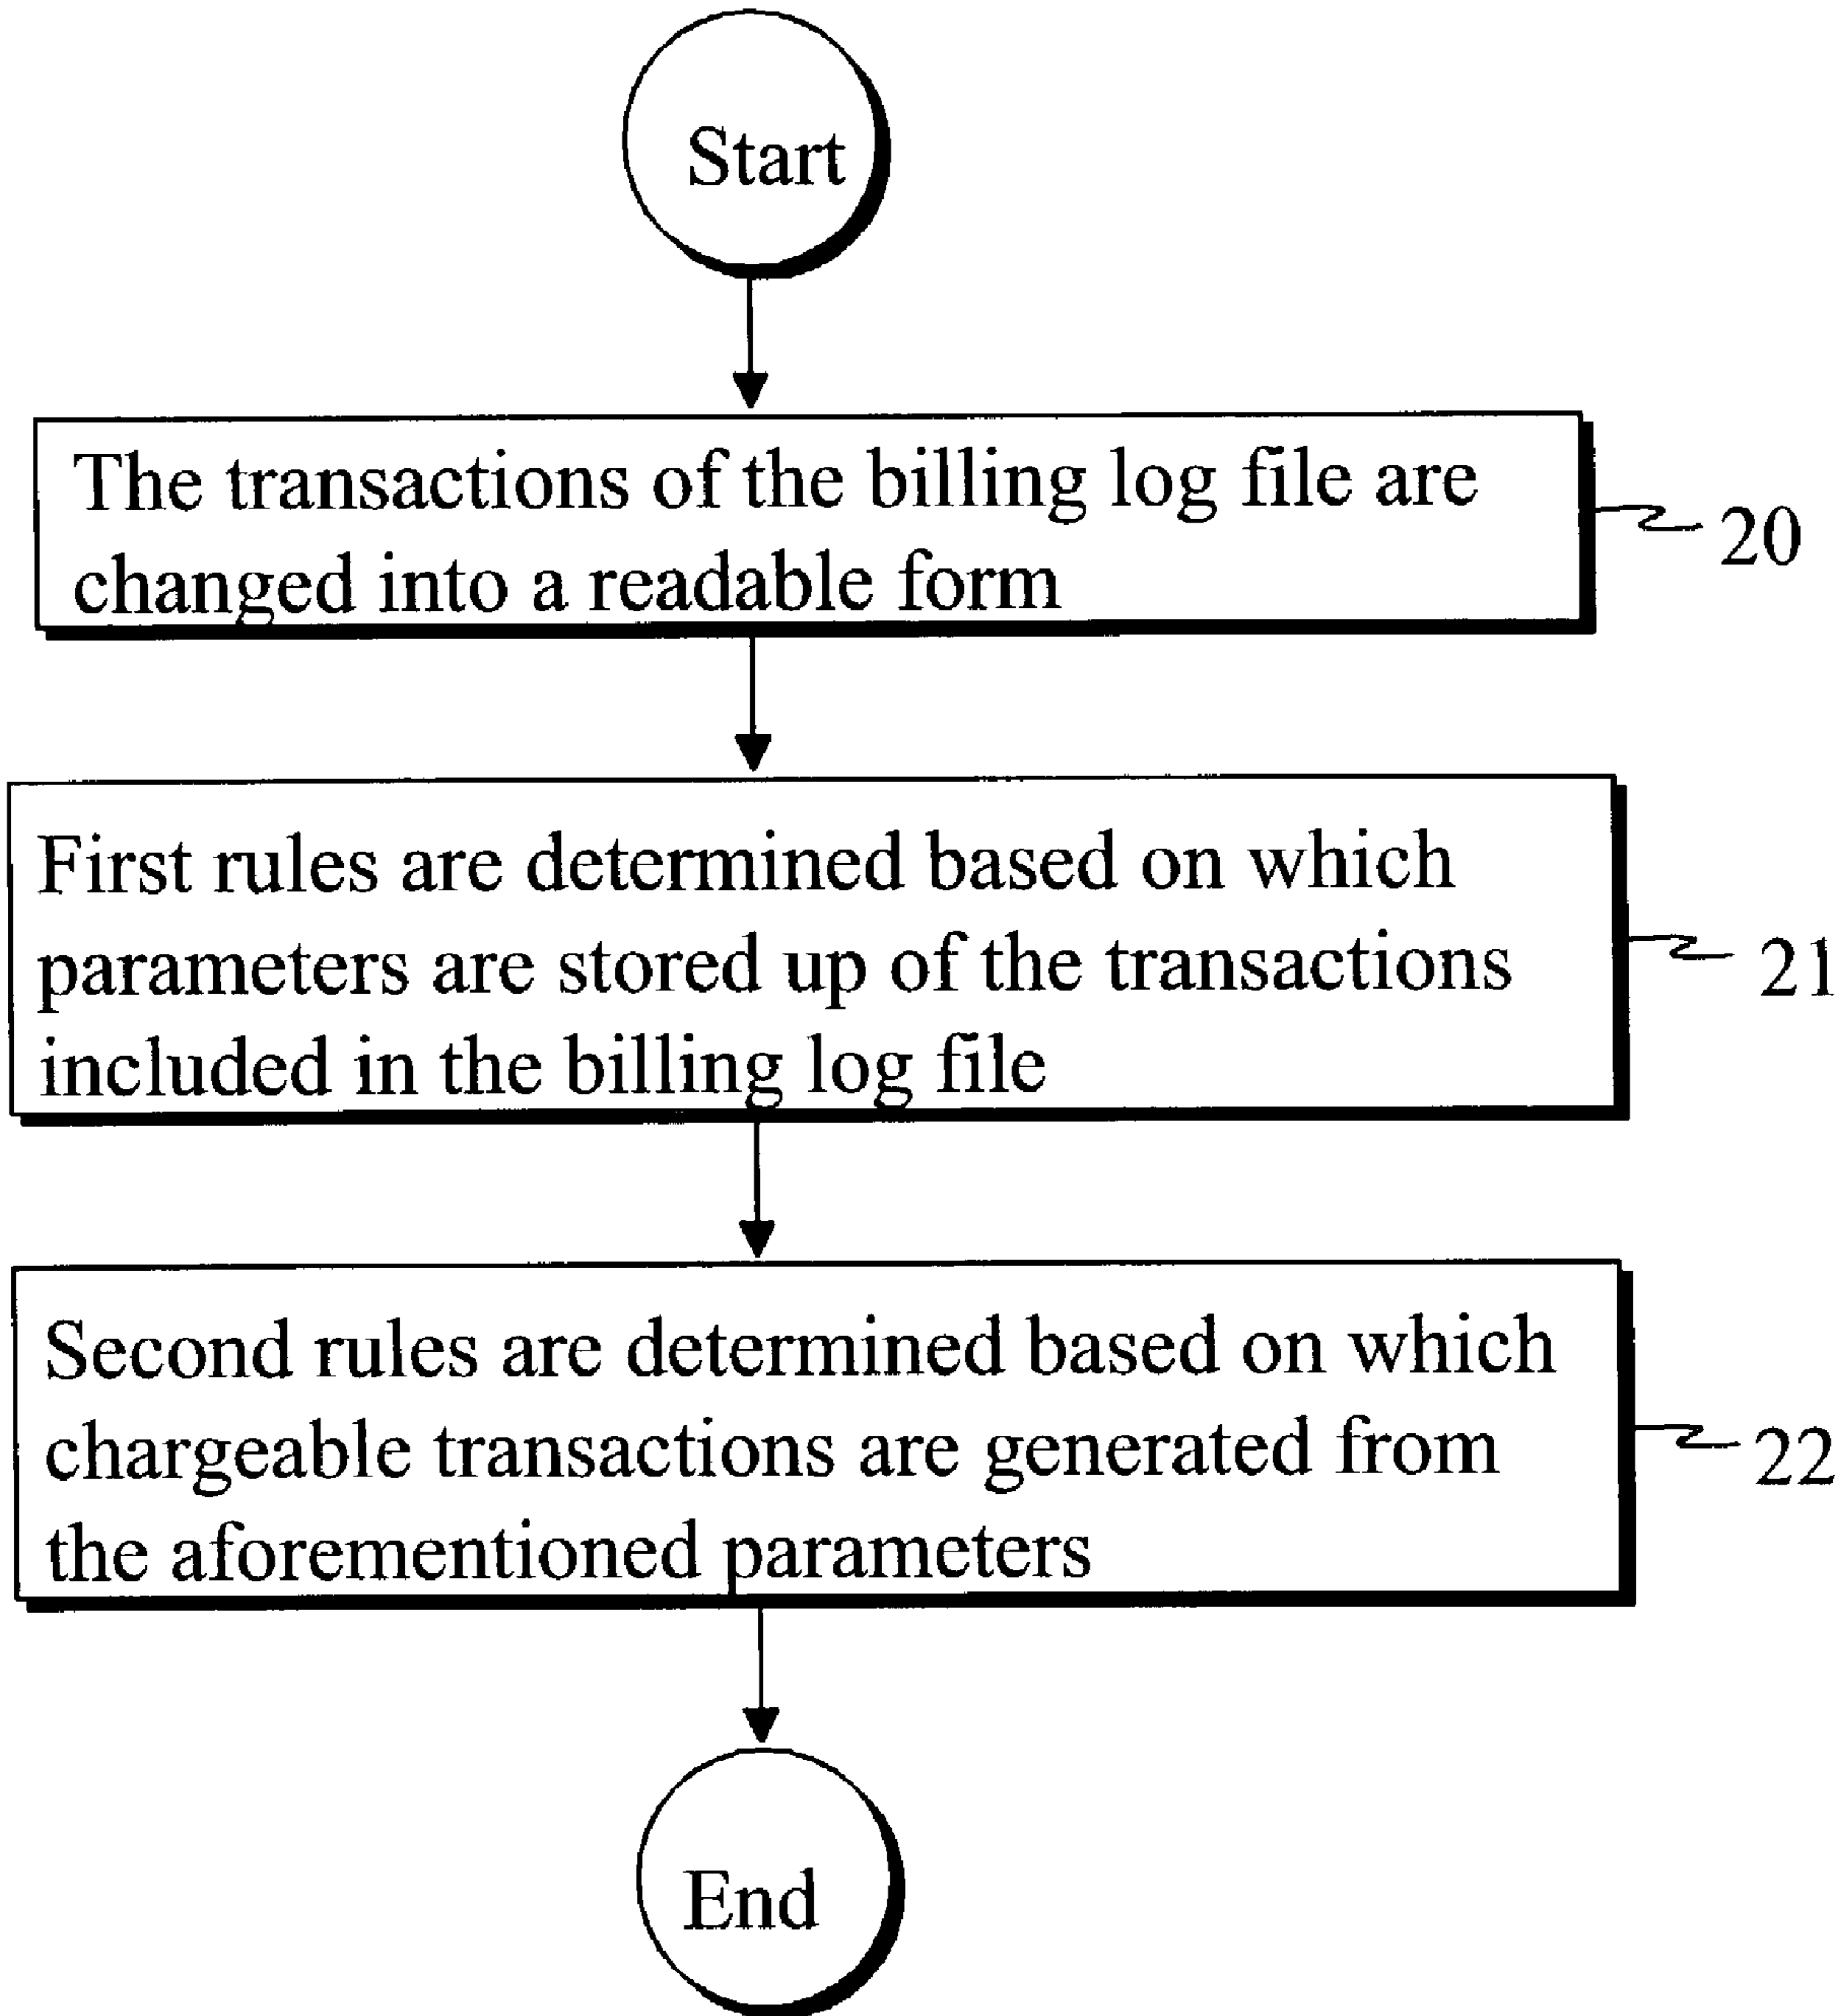 Start
The transactions of the billing log file are
changed into a readable form
20
First rules are determined based on which
parameters are stored up of the transactions
included in the billing log file
21
Second rules are determined based on which
chargeable transactions are generated from
the aforementioned parameters
22
End